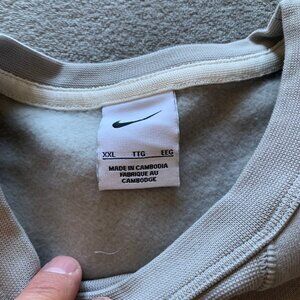 XXL TTG EEG
MADE IN CAMBODIA
FABRIQUE AU
CAMBODGE